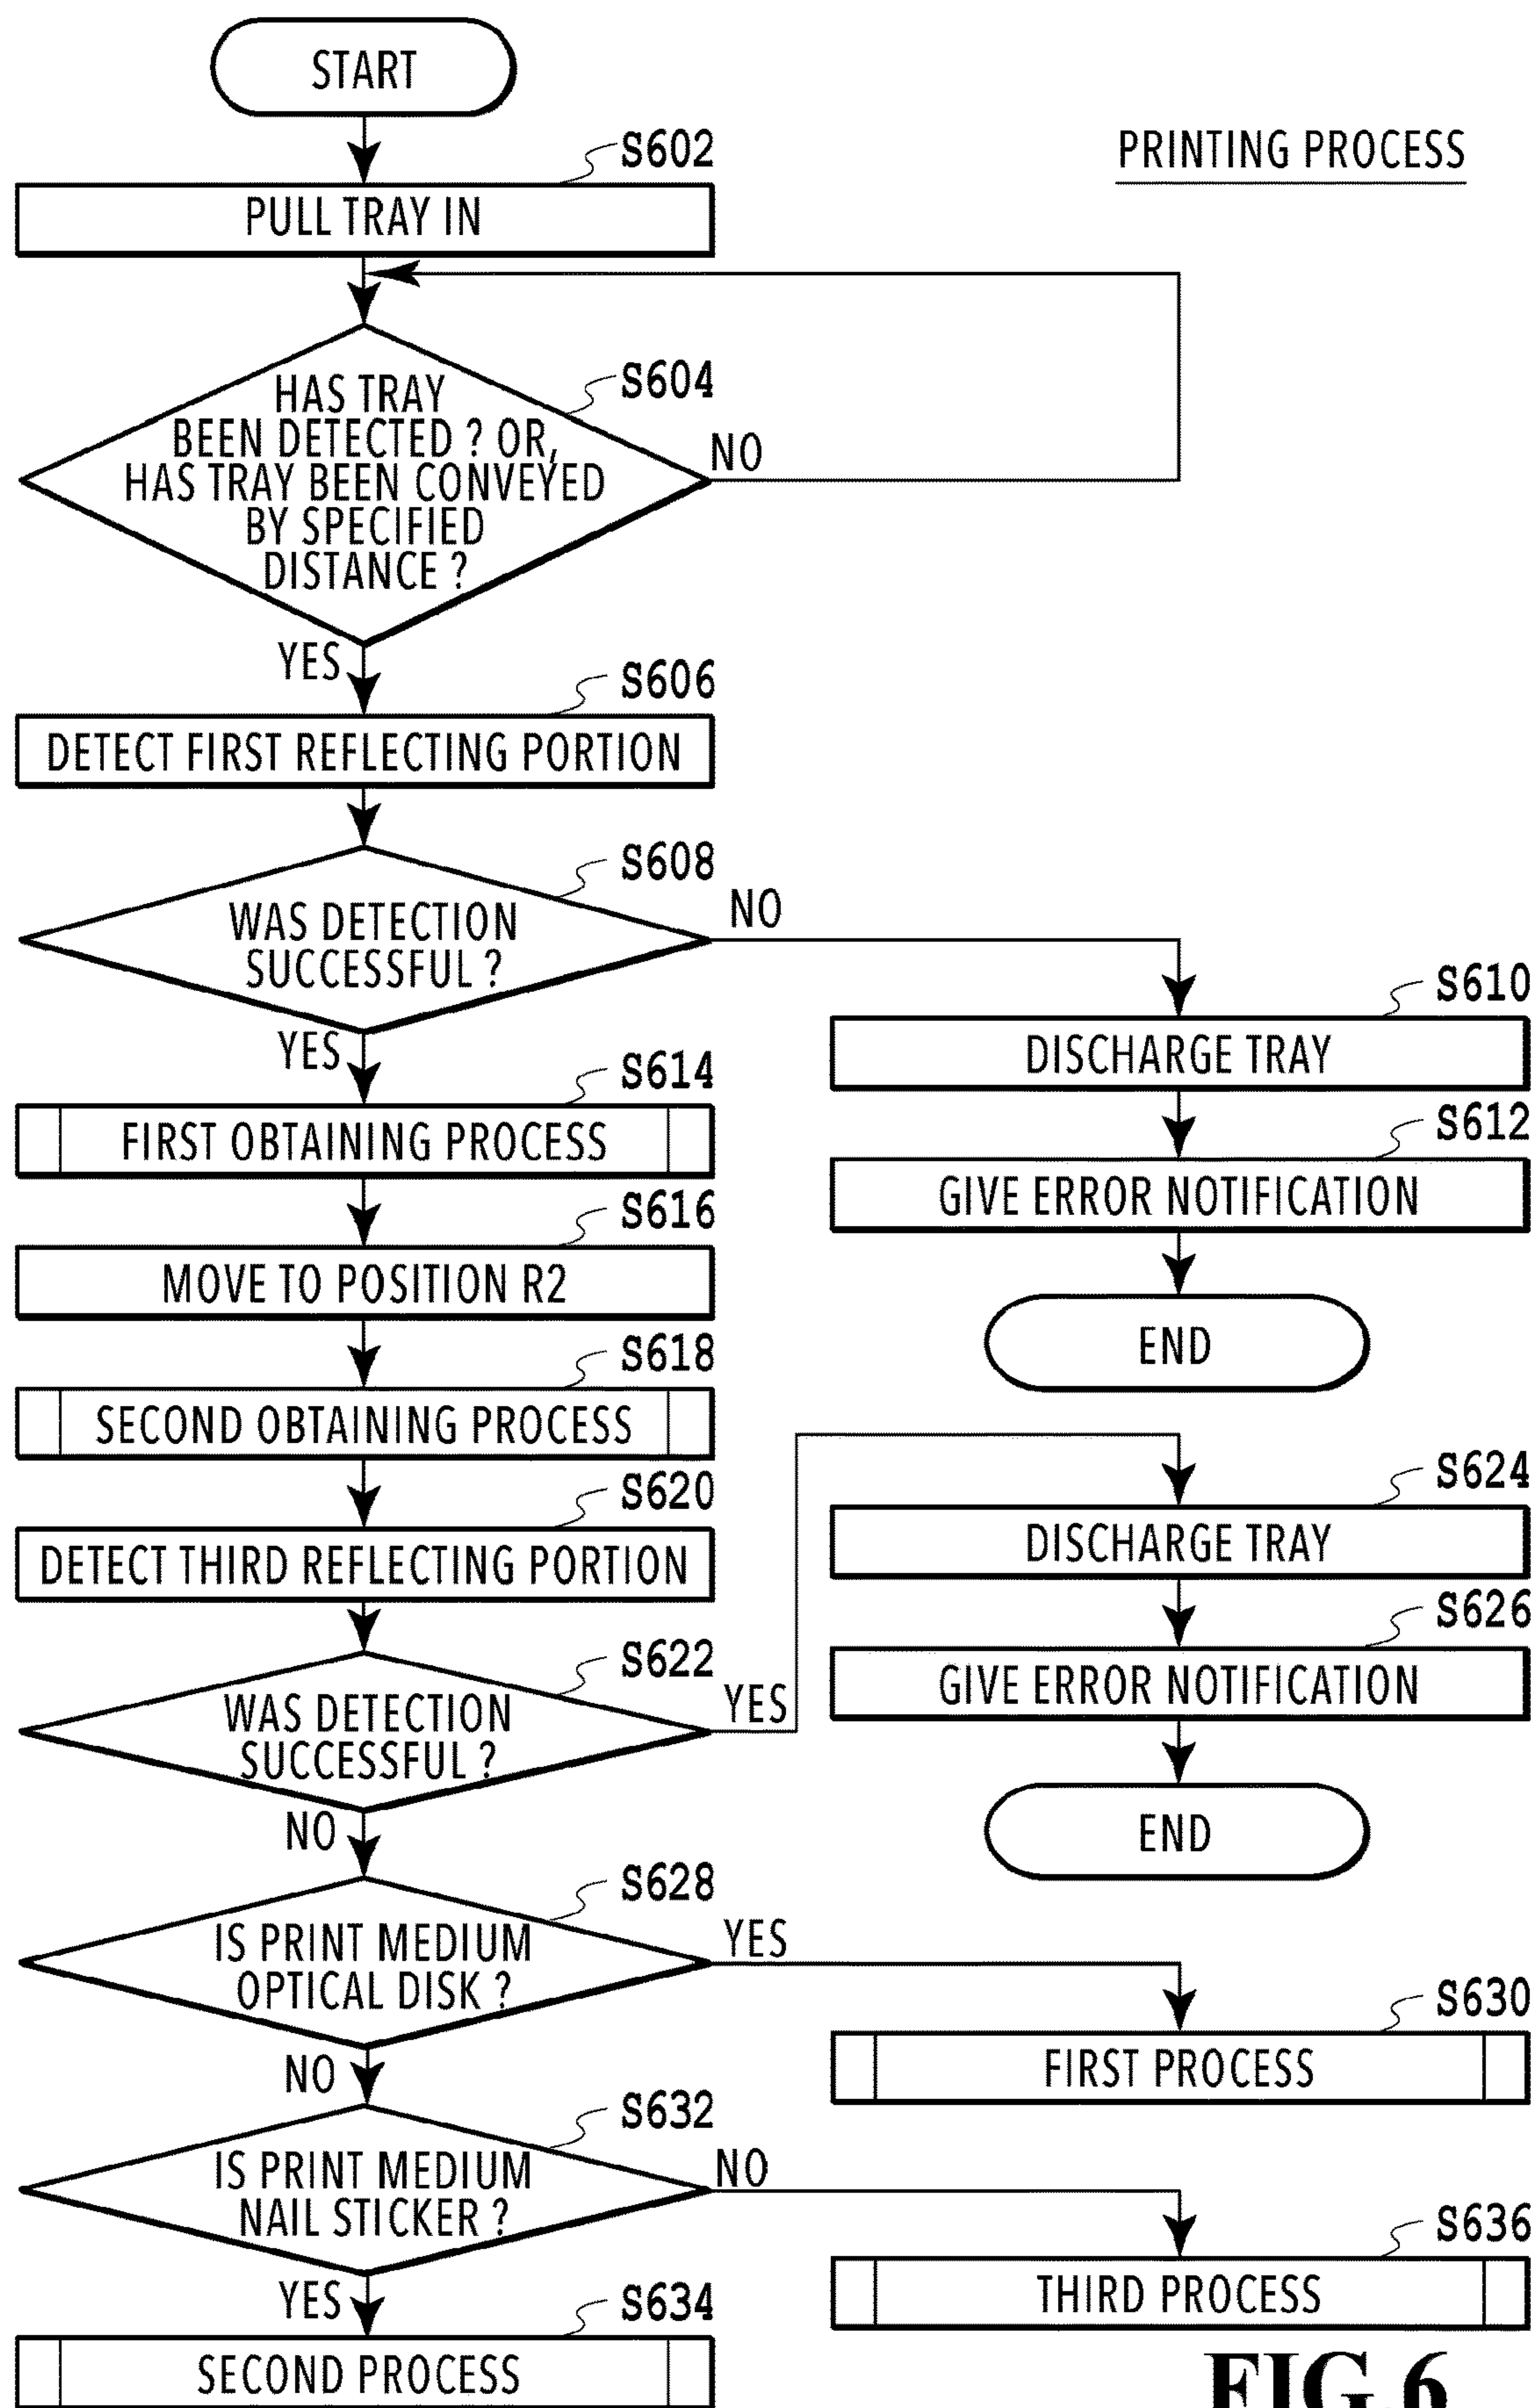 START
PRINTING PROCESS
S602
PULL TRAY IN
S604
HAS TRAY
BEEN DETECTED ? OR,
HAS TRAY BEEN CONVEYED
BY SPECIFIED
DISTANCE ?
NO
YES
S606
DETECT FIRST REFLECTING PORTION
S608
WAS DETECTION
SUCCESSFUL ?
NO
S610
DISCHARGE TRAY
S612
GIVE ERROR NOTIFICATION
END
YES
S614
FIRST OBTAINING PROCESS
S616
MOVE TO POSITION R2
S618
SECOND OBTAINING PROCESS
S620
DETECT THIRD REFLECTING PORTION
S622
WAS DETECTION
SUCCESSFUL ?
YES
S624
DISCHARGE TRAY
S626
GIVE ERROR NOTIFICATION
END
NO
S628
IS PRINT MEDIUM
OPTICAL DISK ?
YES
S630
FIRST PROCESS
NO
S632
IS PRINT MEDIUM
NAIL STICKER ?
NO
S636
THIRD PROCESS
YES
S634
SECOND PROCESS
FIG.6